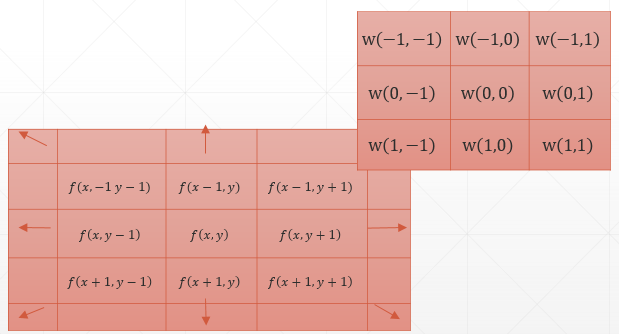 w(−1,−1) w(−1,0) w(−1,1)
w(0,−1) w(0,0) w(0,1)
w(1,−1) w(1,0) w(1,1)
f(x,−1 y − 1) f(x − 1,y) f(x − 1,y + 1)
f(x,y − 1) f(x,y) f(x,y + 1)
f(x + 1,y − 1) f(x + 1,y) f(x + 1,y + 1)